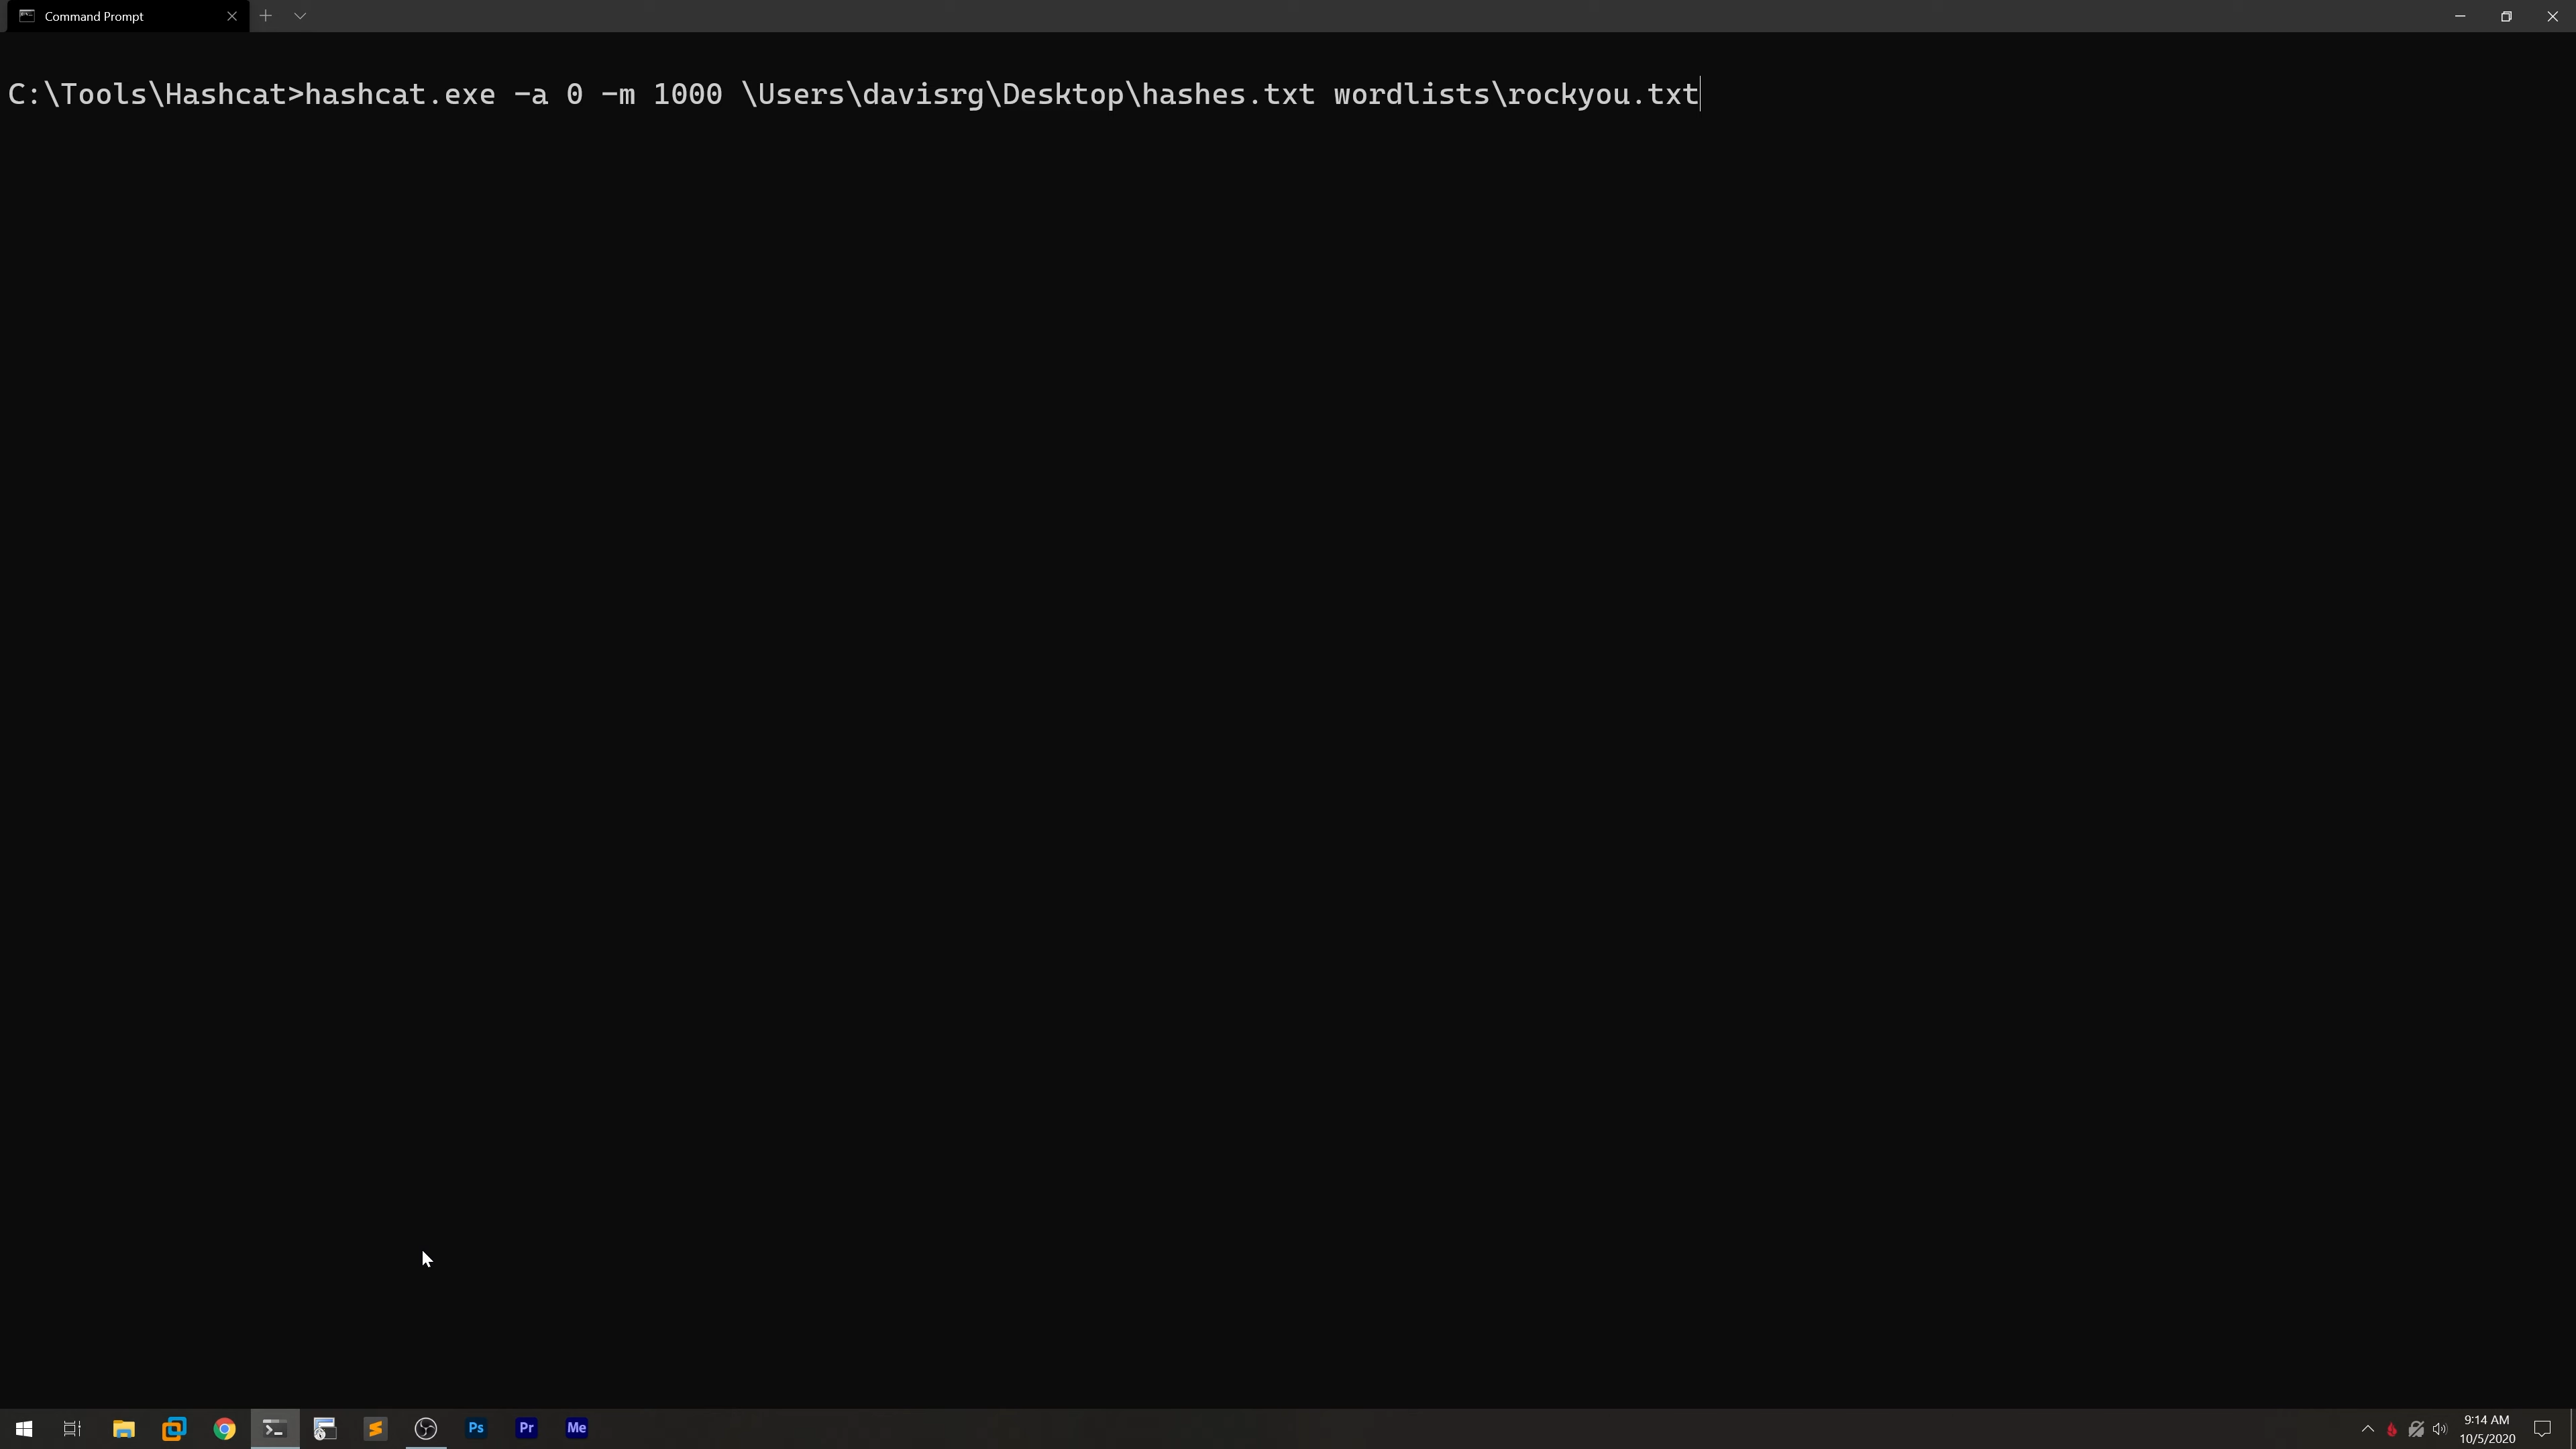 Command Prompt
C:\Tools\Hashcat>hashcat.exe -a 0 -m 1000 \Users\davisrg\Desktop\hashes.txt wordlists\rockyou.txt
Ps
Pr
Me
9:14 AM
10/5/2020